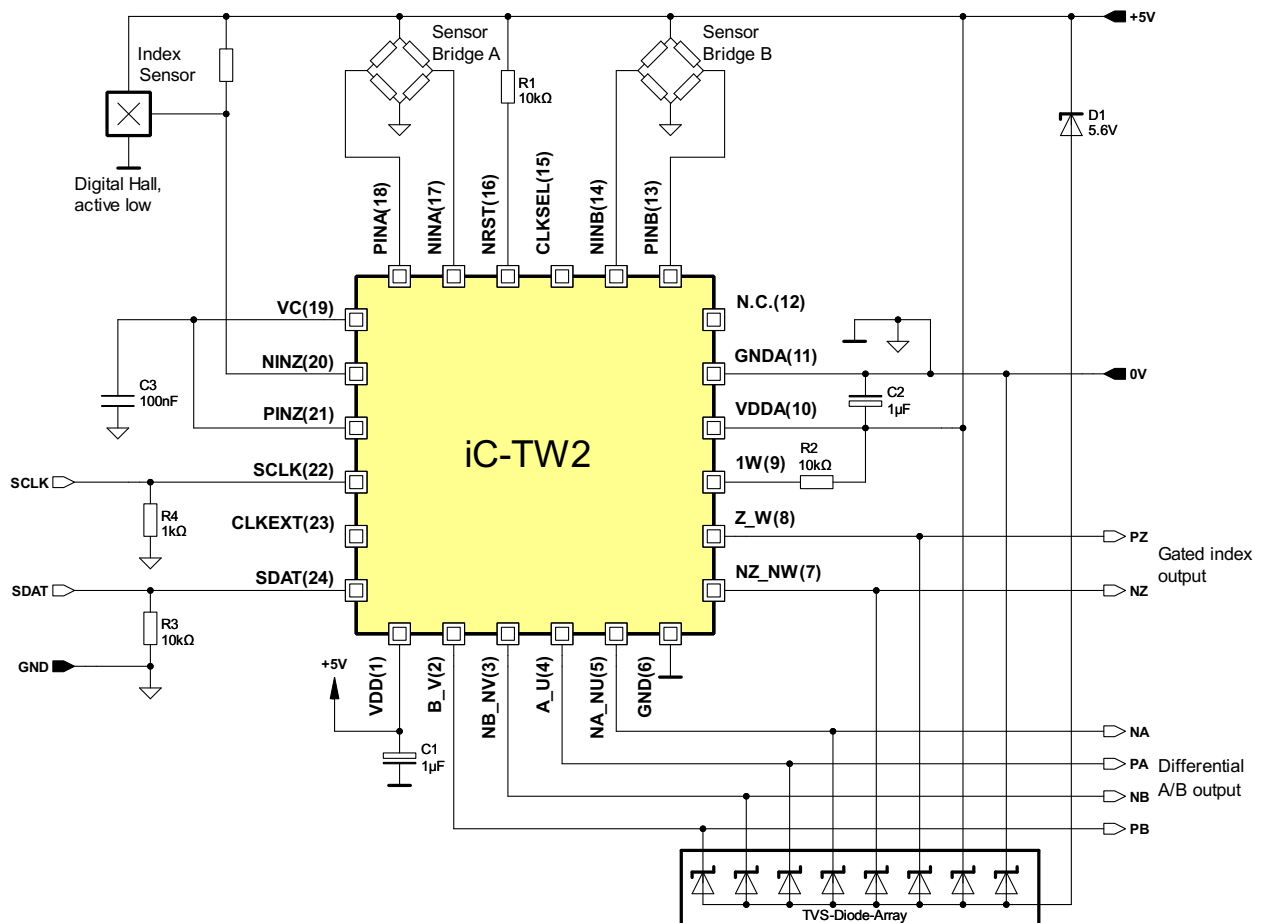 +5V
Index
Sensor
Sensor
Bridge A
Sensor
Bridge B
R1
10kΩ
D1
5.6V
Digital Hall,
active low
PINA(18)
NINA(17)
NRST(16)
CLKSEL(15)
NINB(14)
PINB(13)
VC(19)
N.C.(12)
NINZ(20)
GNDA(11)
0V
C3
100nF
C2
1µF
PINZ(21)
VDDA(10)
iC-TW2
R2
10kΩ
SCLK
SCLK(22)
1W(9)
R4
1kΩ
CLKEXT(23)
Z_W(8)
PZ
Gated index
output
SDAT
SDAT(24)
NZ_NW(7)
NZ
R3
10kΩ
GND
+5V
VDD(1)
B_V(2)
NB_NV(3)
A_U(4)
NA_NU(5)
GND(6)
C1
1µF
NA
PA
NB
PB
Differential
A/B output
TVS-Diode-Array